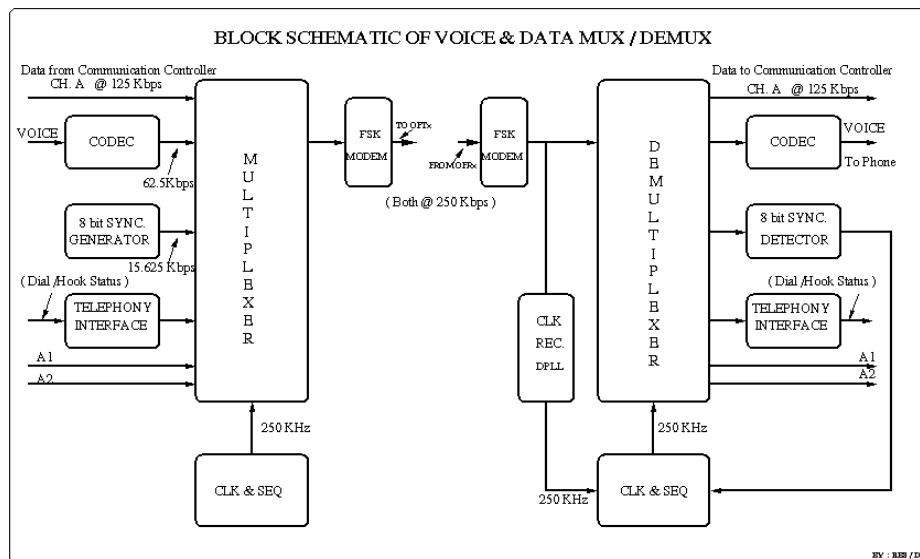 BLOCK SCHEMATIC OF VOICE & DATA MUX / DEMUX
Data from Communication Controller
CH. A @ 125 Kbps
VOICE
CODEC
62.5Kbps
8 bit SYNC.
GENERATOR
15.625 Kbps
( Dial /Hook Status )
TELEPHONY
INTERFACE
A1
A2
MULTIPLEXER
250 KHz
CLK & SEQ
FSK
MODEM
TO OFTx
FROM OFRx
FSK
MODEM
( Both @ 250 Kbps )
CLK
REC.
DPLL
250 KHz
DEMULTIPLEXER
250 KHz
CLK & SEQ
Data to Communication Controller
CH. A @ 125 Kbps
CODEC
VOICE
To Phone
8 bit SYNC.
DETECTOR
( Dial /Hook Status )
TELEPHONY
INTERFACE
A1
A2
BY :